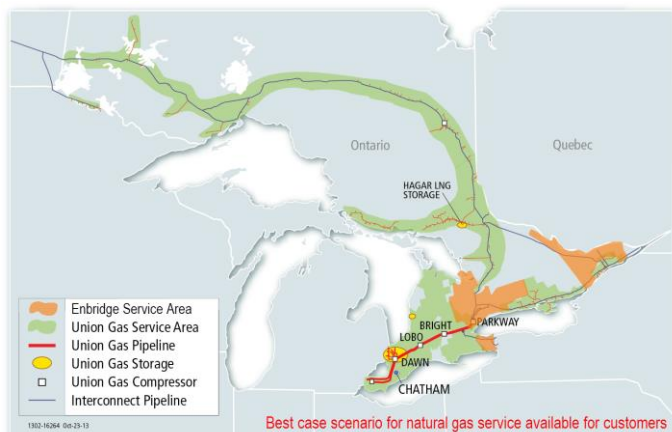 Ontario
Quebec
HAGAR LNG
STORAGE
PARKWAY
BRIGHT
LOBO
DAWN
CHATHAM
Enbridge Service Area
Union Gas Service Area
Union Gas Pipeline
Union Gas Storage
Union Gas Compressor
Interconnect Pipeline
1302-16264 Oct-23-13
Best case scenario for natural gas service available for customers